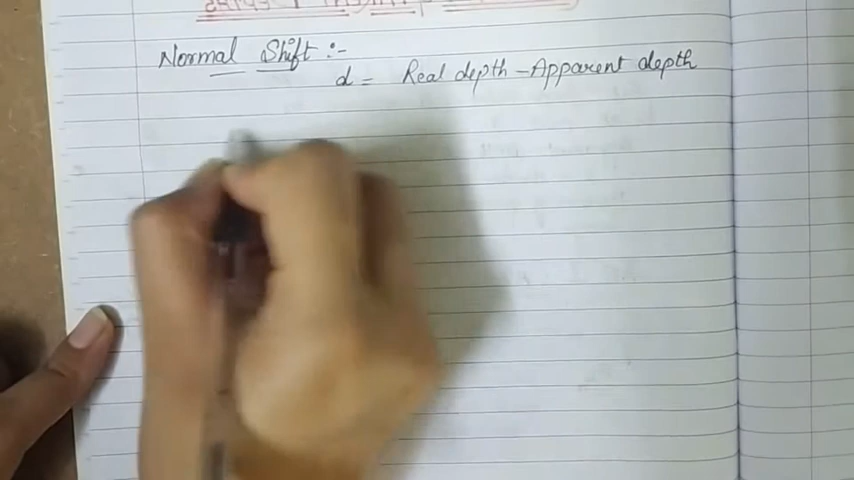 Normal Shift :-
d = Real depth - Apparent depth